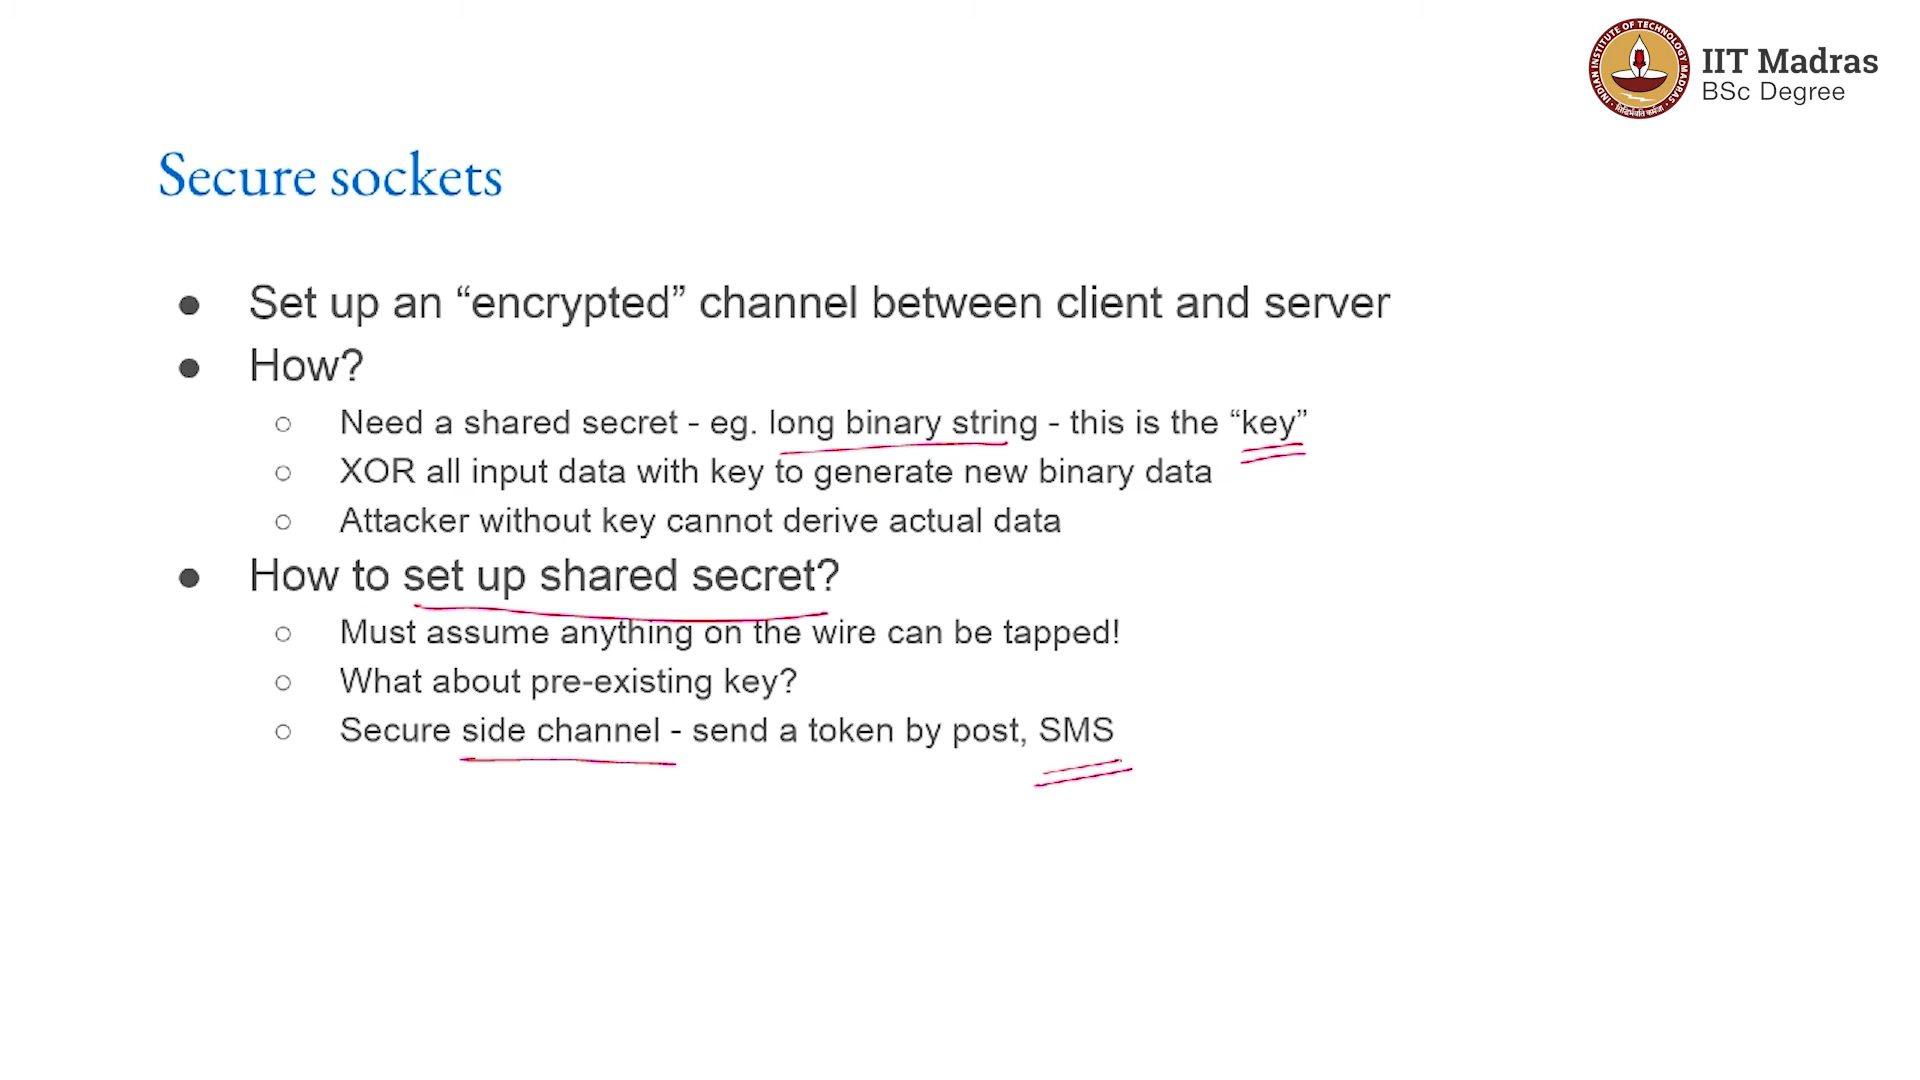 IIT Madras
BSc Degree
Secure sockets
● Set up an “encrypted” channel between client and server
● How?
○ Need a shared secret - eg. long binary string - this is the “key”
○ XOR all input data with key to generate new binary data
○ Attacker without key cannot derive actual data
● How to set up shared secret?
○ Must assume anything on the wire can be tapped!
○ What about pre-existing key?
○ Secure side channel - send a token by post, SMS